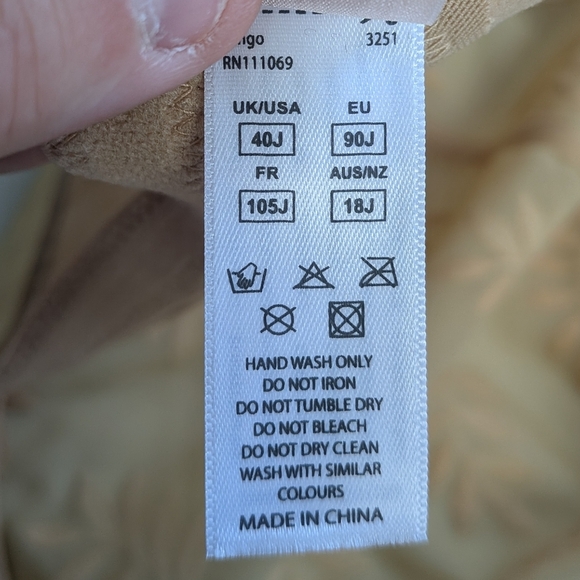 3251
RN111069
UK/USA EU
40J 90J
FR AUS/NZ
105J 18J
HAND WASH ONLY
DO NOT IRON
DO NOT TUMBLE DRY
DO NOT BLEACH
DO NOT DRY CLEAN
WASH WITH SIMILAR
COLOURS
MADE IN CHINA